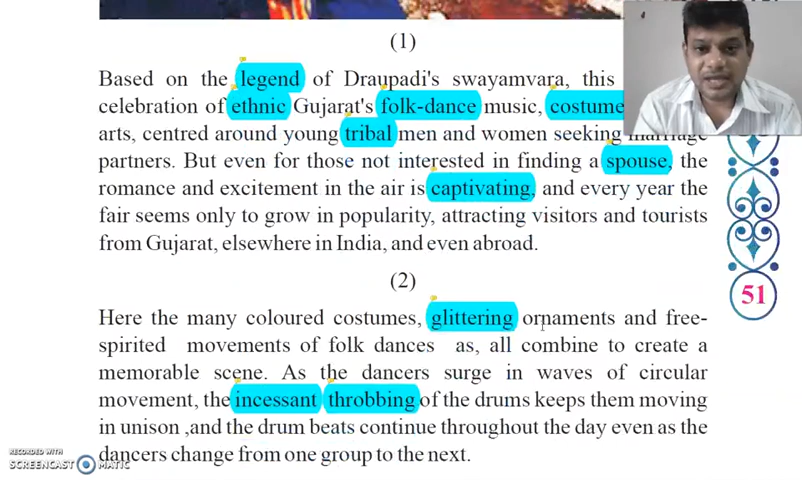 (1)
Based on the legend of Draupadi's swayamvara, this
celebration of ethnic Gujarat's folk-dance music, costume
arts, centred around young tribal men and women seeking marriage
partners. But even for those not interested in finding a spouse, the
romance and excitement in the air is captivating, and every year the
fair seems only to grow in popularity, attracting visitors and tourists
from Gujarat, elsewhere in India, and even abroad.
(2)
51
Here the many coloured costumes, glittering ornaments and free-
spirited movements of folk dances as, all combine to create a
memorable scene. As the dancers surge in waves of circular
movement, the incessant throbbing of the drums keeps them moving
in unison ,and the drum beats continue throughout the day even as the
dancers change from one group to the next.
RECORDED WITH
SCREENCAST MATIC